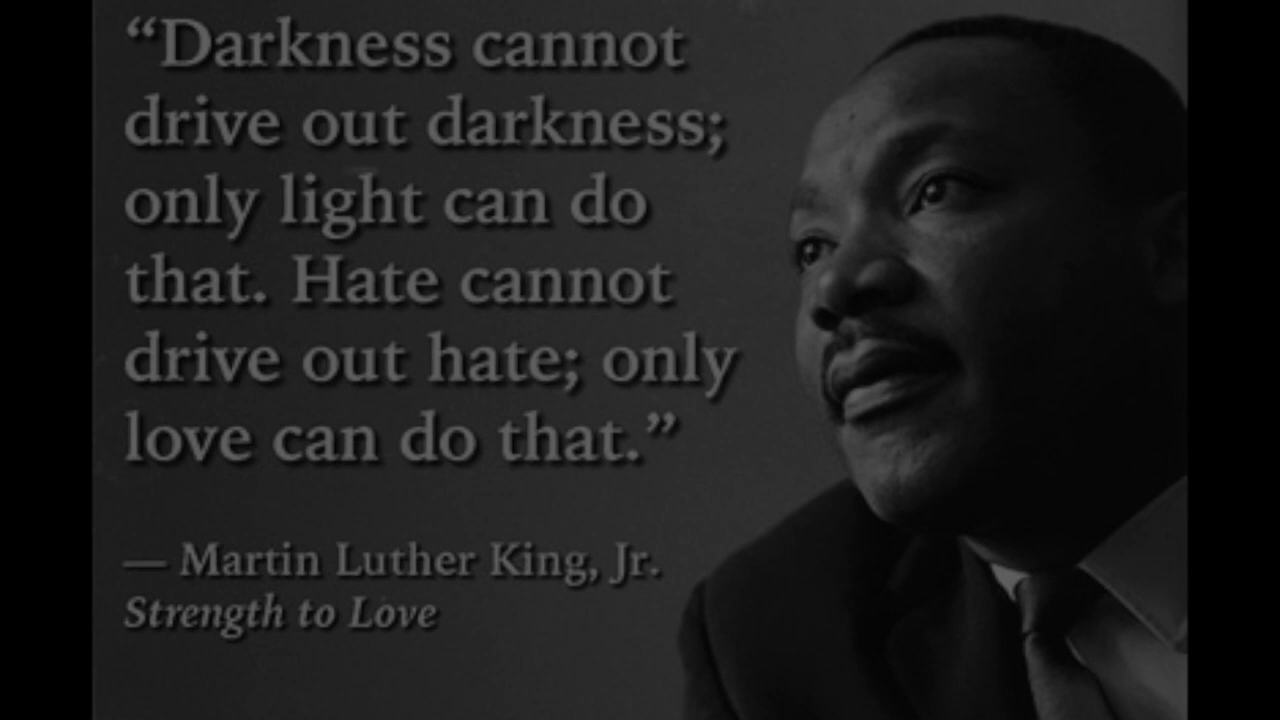 “Darkness cannot
drive out darkness;
only light can do
that. Hate cannot
drive out hate; only
love can do that.”
— Martin Luther King, Jr.
Strength to Love